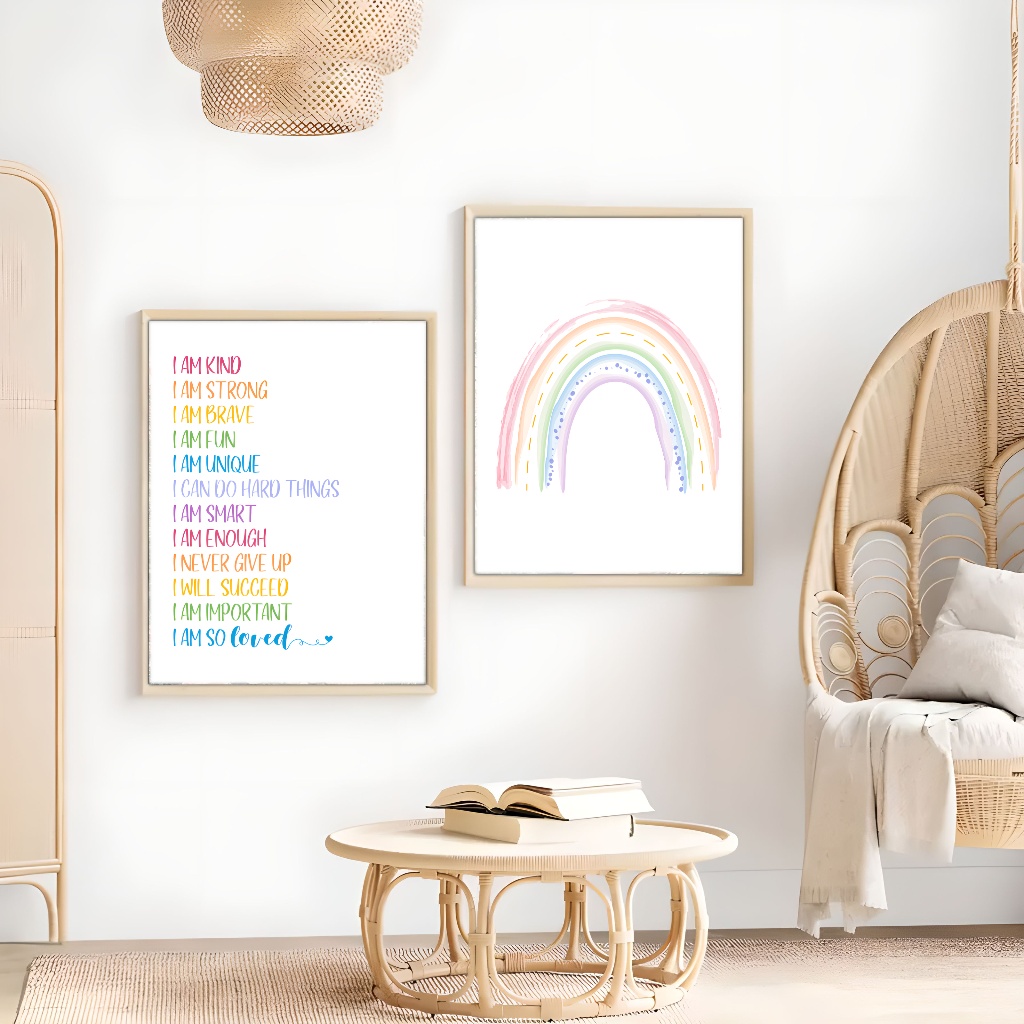 I AM KIND
I AM STRONG
I AM BRAVE
I AM FUN
I AM UNIQUE
I CAN DO HARD THINGS
I AM SMART
I AM ENOUGH
I NEVER GIVE UP
I WILL SUCCEED
I AM IMPORTANT
I AM SO loved